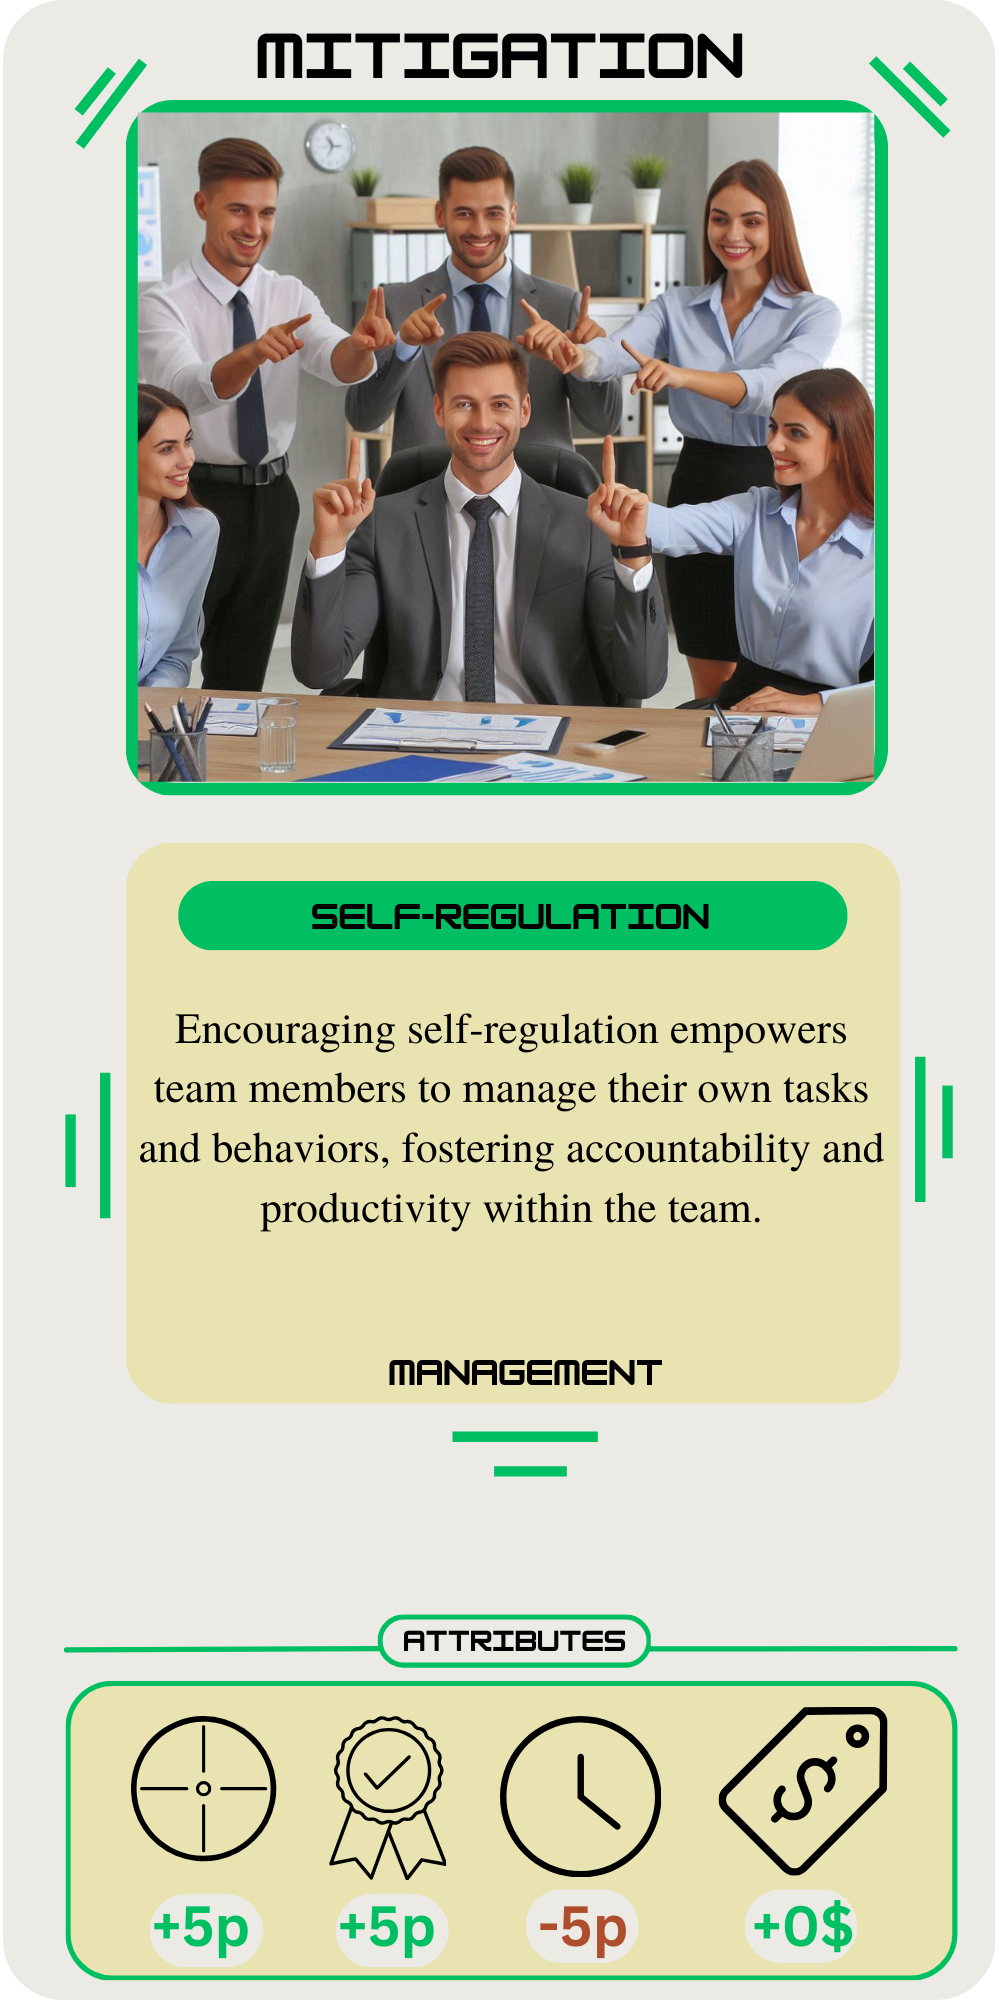 MITIGATION
SELF-REGULATION
Encouraging self-regulation empowers
team members to manage their own tasks
and behaviors, fostering accountability and
productivity within the team.
MANAGEMENT
ATTRIBUTES
+5p +5p -5p +0$